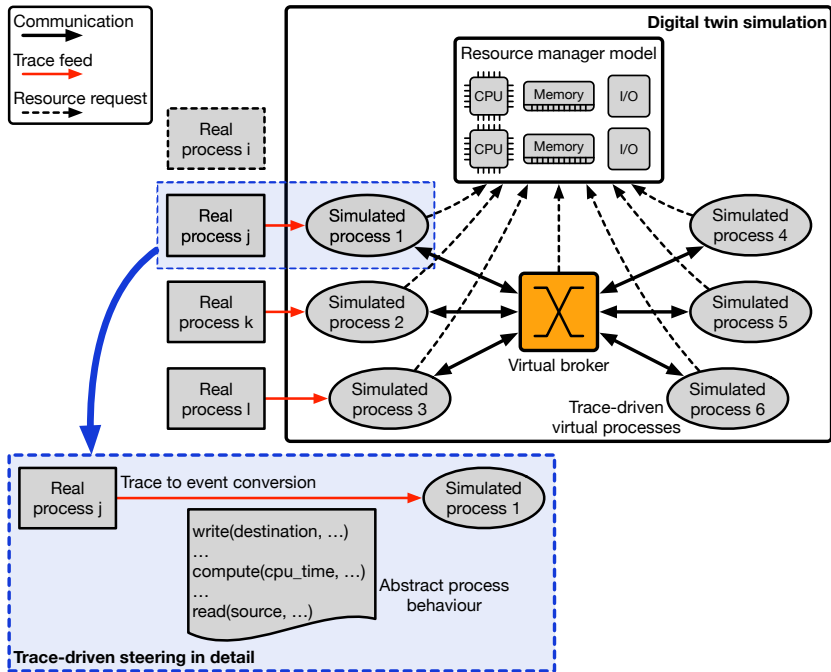 Communication
Trace feed
Resource request
Digital twin simulation
Resource manager model
CPU
Memory
I/O
CPU
Memory
I/O
Real
process i
Real
process j
Simulated
process 1
Simulated
process 4
Real
process k
Simulated
process 2
Simulated
process 5
Virtual broker
Real
process l
Simulated
process 3
Trace-driven
virtual processes
Simulated
process 6
Real
process j
Trace to event conversion
Simulated
process 1
write(destination, …)
…
compute(cpu_time, …)
…
read(source, …)
Abstract process
behaviour
Trace-driven steering in detail